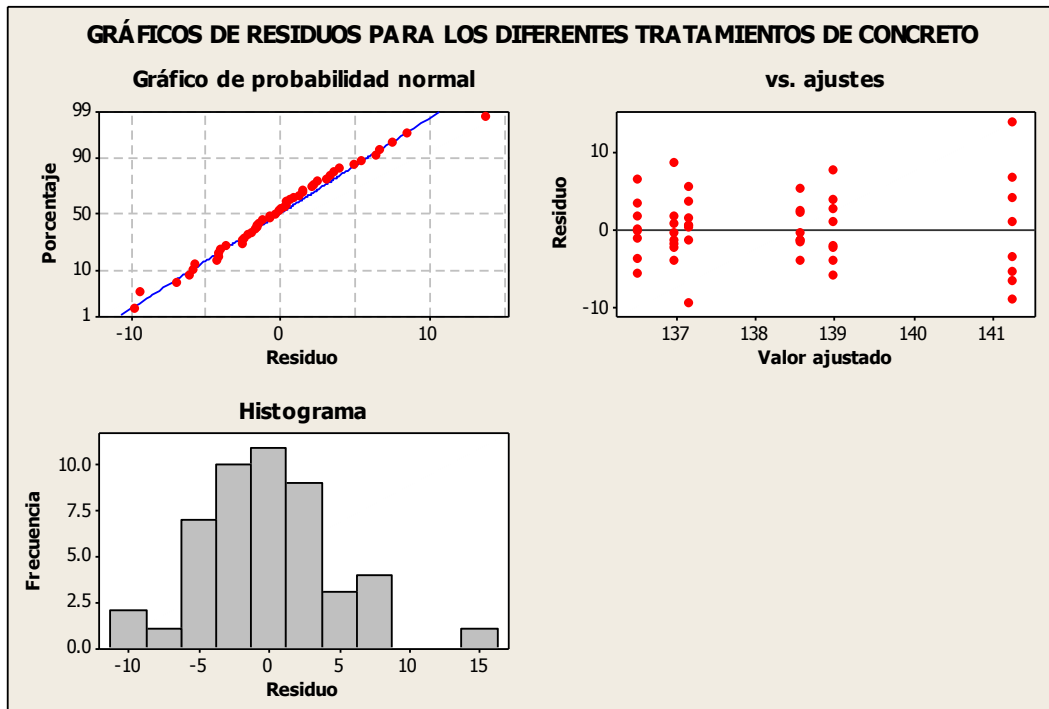 GRÁFICOS DE RESIDUOS PARA LOS DIFERENTES TRATAMIENTOS DE CONCRETO
Gráfico de probabilidad normal
99
90
50
10
1
Porcentaje
-10 0 10
Residuo
vs. ajustes
10
0
-10
Residuo
137 138 139 140 141
Valor ajustado
Histograma
10.0
7.5
5.0
2.5
0.0
Frecuencia
-10 -5 0 5 10 15
Residuo